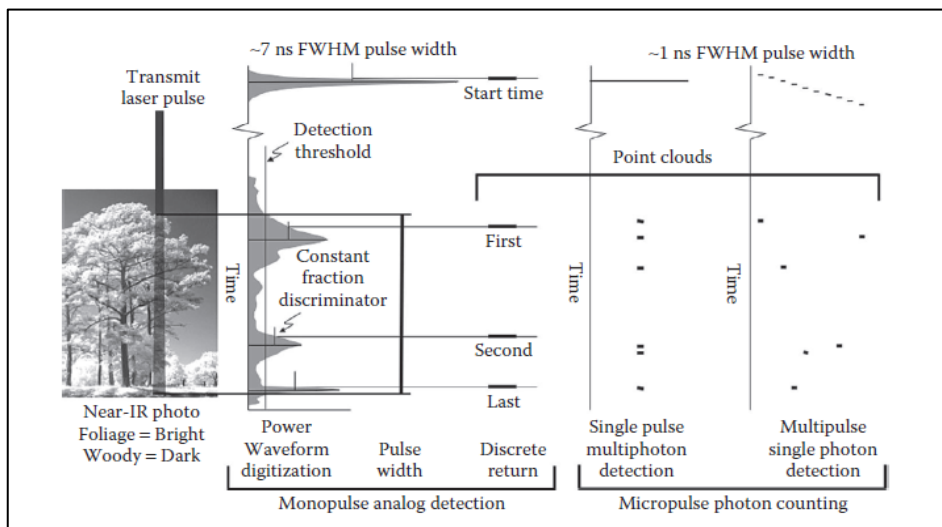 ~7 ns FWHM pulse width
~1 ns FWHM pulse width
Transmit
laser pulse
Start time
Detection
threshold
Point clouds
First
Constant
fraction
discriminator
Time
Time
Time
Second
Last
Near-IR photo
Foliage = Bright
Woody = Dark
Power
Waveform
digitization
Pulse
width
Discrete
return
Single pulse
multiphoton
detection
Multipulse
single photon
detection
Monopulse analog detection
Micropulse photon counting